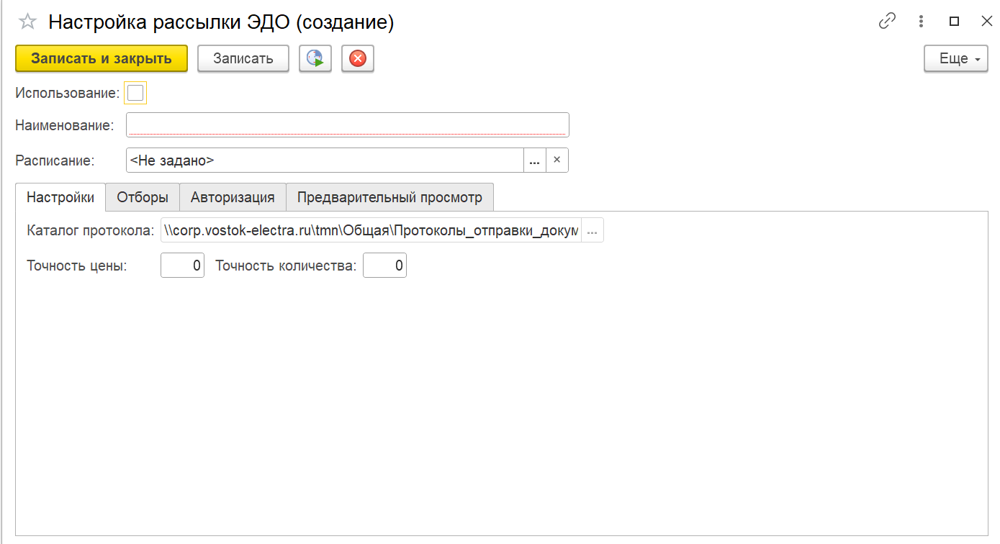 Настройка рассылки ЭДО (создание)
Записать и закрыть Записать Еще
Использование:
Наименование:
Расписание: <Не задано> ... ×
Настройки Отборы Авторизация Предварительный просмотр
Каталог протокола: \\corp.vostok-electra.ru\tmn\Общая\Протоколы_отправки_докум ...
Точность цены: 0 Точность количества: 0